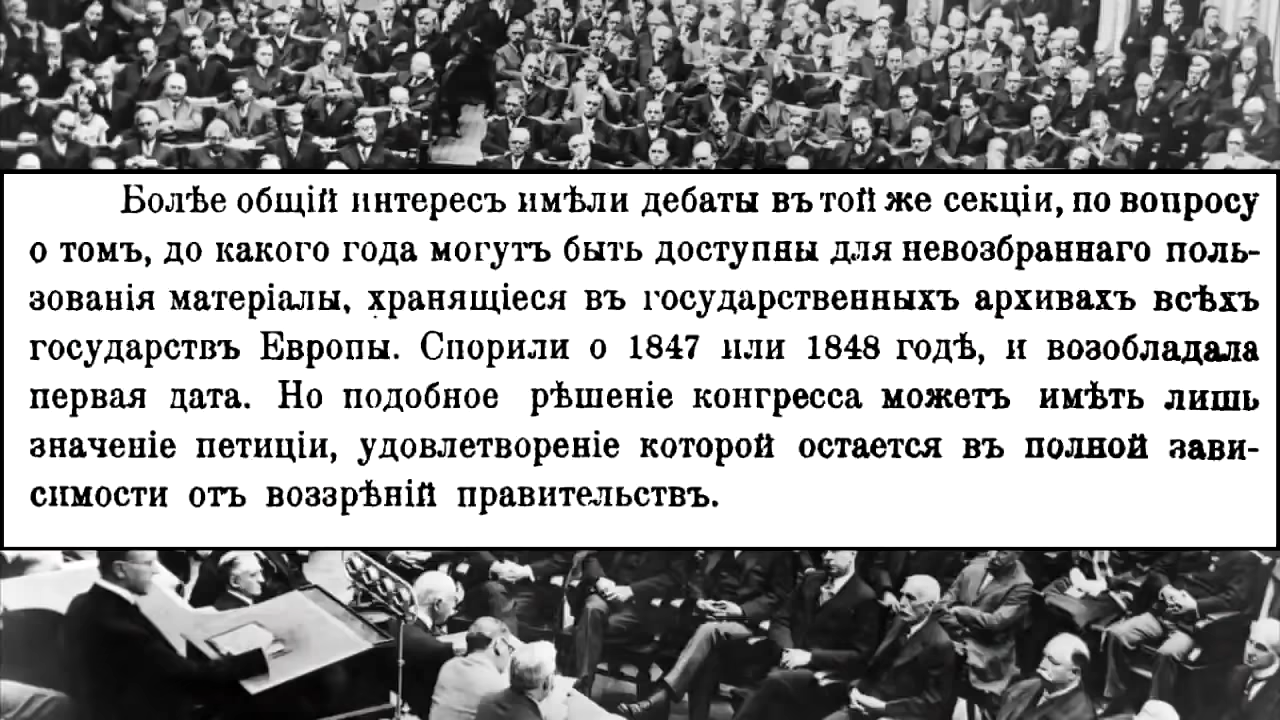 Болѣе общій интересъ имѣли дебаты въ той же секціи, по вопросу
о томъ, до какого года могутъ быть доступны для невозбраннаго поль-
зованія матеріалы, хранящіеся въ государственныхъ архивахъ всѣхъ
государствъ Европы. Спорили о 1847 или 1848 годѣ, и возобладала
первая дата. Но подобное рѣшеніе конгресса можетъ имѣть лишь
значеніе петиціи, удовлетвореніе которой остается въ полной зави-
симости отъ воззрѣній правительствъ.